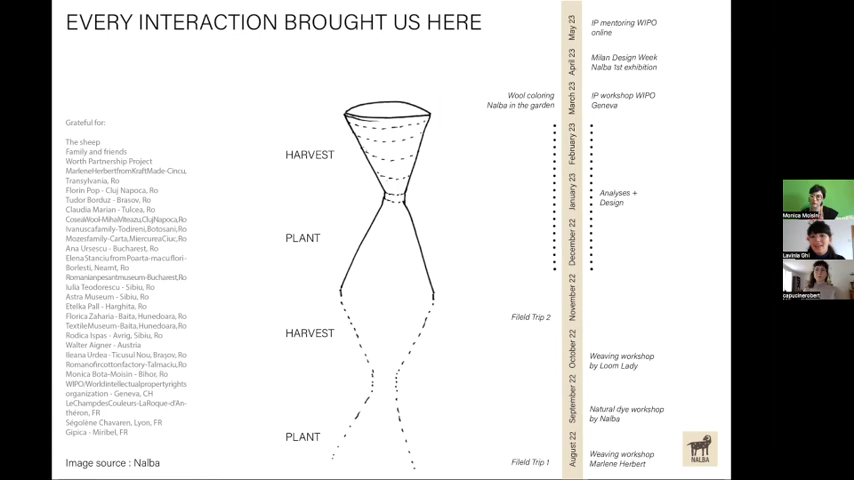 EVERY INTERACTION BROUGHT US HERE
Grateful for:
The sheep
Family and friends
Worth Partnership Project
MarleneHerbertfromKraftMade-Cincu,
Transylvania, Ro
Florin Pop - Cluj Napoca, Ro
Tudor Borduz - Brasov, Ro
Claudia Marian - Tulcea, Ro
CoseaWool-MihaiViteazu,ClujNapoca,Ro
Ivanuscafamily-Todireni,Botosani,Ro
Mozesfamily-Carta,MiercureaCiuc,Ro
Ana Ursescu - Bucharest, Ro
ElenaStanciufromPoarta-macuflori-
Borlesti, Neamt, Ro
Romanianpesantmuseum-Bucharest,Ro
Iulia Teodorescu - Sibiu, Ro
Astra Museum - Sibiu, Ro
Etelka Pall - Harghita, Ro
Florica Zaharia - Baita, Hunedoara, Ro
TextileMuseum-Baita,Hunedoara,Ro
Rodica Ispas - Avrig, Sibiu, Ro
Walter Aigner - Austria
Ileana Urdea - Ticusul Nou, Braşov, Ro
Romanofircottonfactory-Talmaciu,Ro
Monica Bota-Moisin - Bihor, Ro
WIPO/Worldintellectualpropertyrights
organization - Geneva, CH
LeChampdesCouleurs-LaRoque-d'An-
théron, FR
Ségolène Chavaren, Lyon, FR
Gipica - Miribel, FR
Image source : Nalba
HARVEST
PLANT
HARVEST
PLANT
Wool coloring
Nalba in the garden
Fileld Trip 2
Fileld Trip 1
May 23
April 23
March 23
February 23
January 23
December 22
November 22
October 22
September 22
August 22
IP mentoring WIPO
online
Milan Design Week
Nalba 1st exhibition
IP workshop WIPO
Geneva
Analyses +
Design
Weaving workshop
by Loom Lady
Natural dye workshop
by Nalba
Weaving workshop
Marlene Herbert
NALBA
Monica Moisin
Lavinia Ghi
capucinerobert